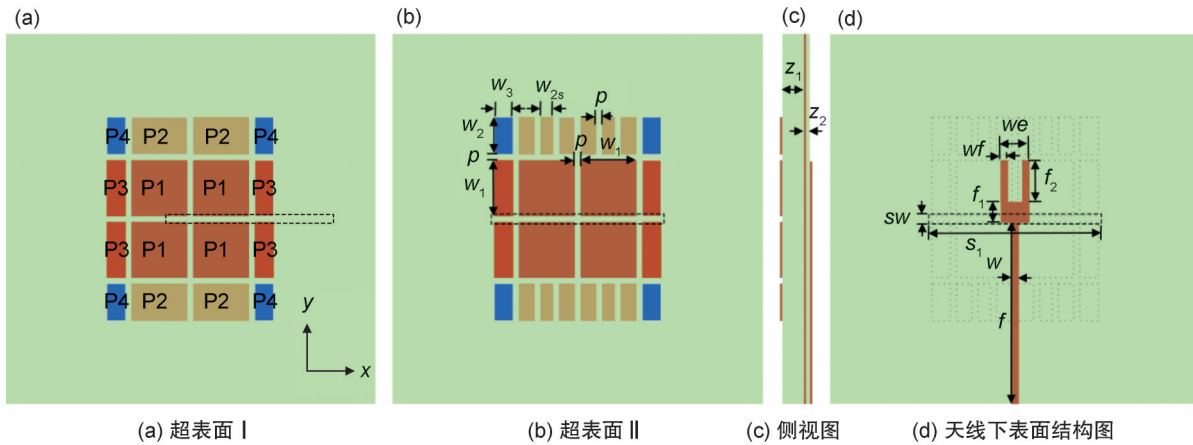 (a)
(b)
(c)
(d)
P4 P2 P2 P4
P3 P1 P1 P3
P3 P1 P1 P3
P4 P2 P2 P4
y
x
w3 w2s p
w2
p p w1
w1
z1
z2
we
wf
f1 f2
sw
s1
w
f
(a) 超表面 Ⅰ
(b) 超表面 Ⅱ
(c) 侧视图
(d) 天线下表面结构图